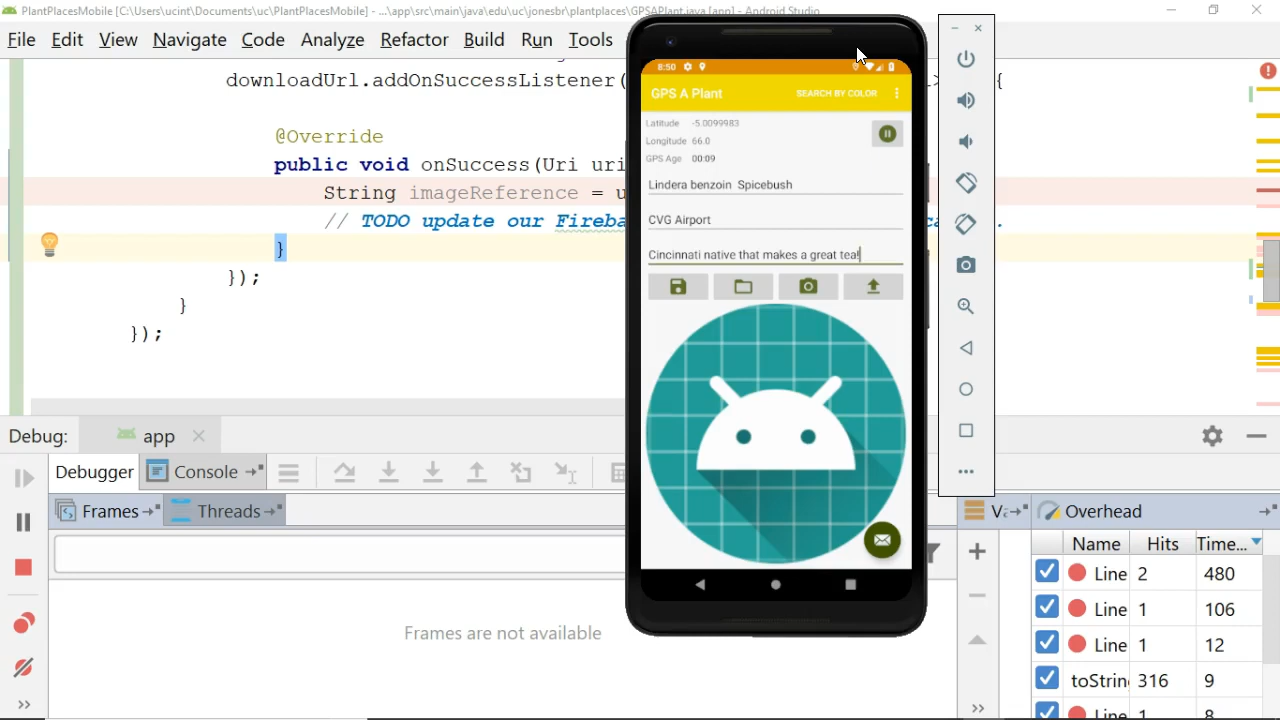 PlantPlacesMobile [C:\Users\ucint\Documents\uc\PlantPlacesMobile] - ...\app\src\main\java\edu\uc\jonesbr\plantplaces\GPSAPlant.java [app] - Android Studio
File Edit View Navigate Code Analyze Refactor Build Run Tools
downloadUrl.addOnSuccessListener( {
@Override
public void onSuccess(Uri uri
String imageReference = u
// TODO update our Fireba ca .
}
});
}
});
8:50
GPS A Plant SEARCH BY COLOR
Latitude -5.0099983
Longitude 66.0
GPS Age 00:09
Lindera benzoin Spicebush
CVG Airport
Cincinnati native that makes a great tea!
Debug: app
Debugger Console
Frames Threads
Va Overhead
Name Hits Time...
Line 2 480
Line 1 106
Line 1 12
toString 316 9
Line 1 8
Frames are not available